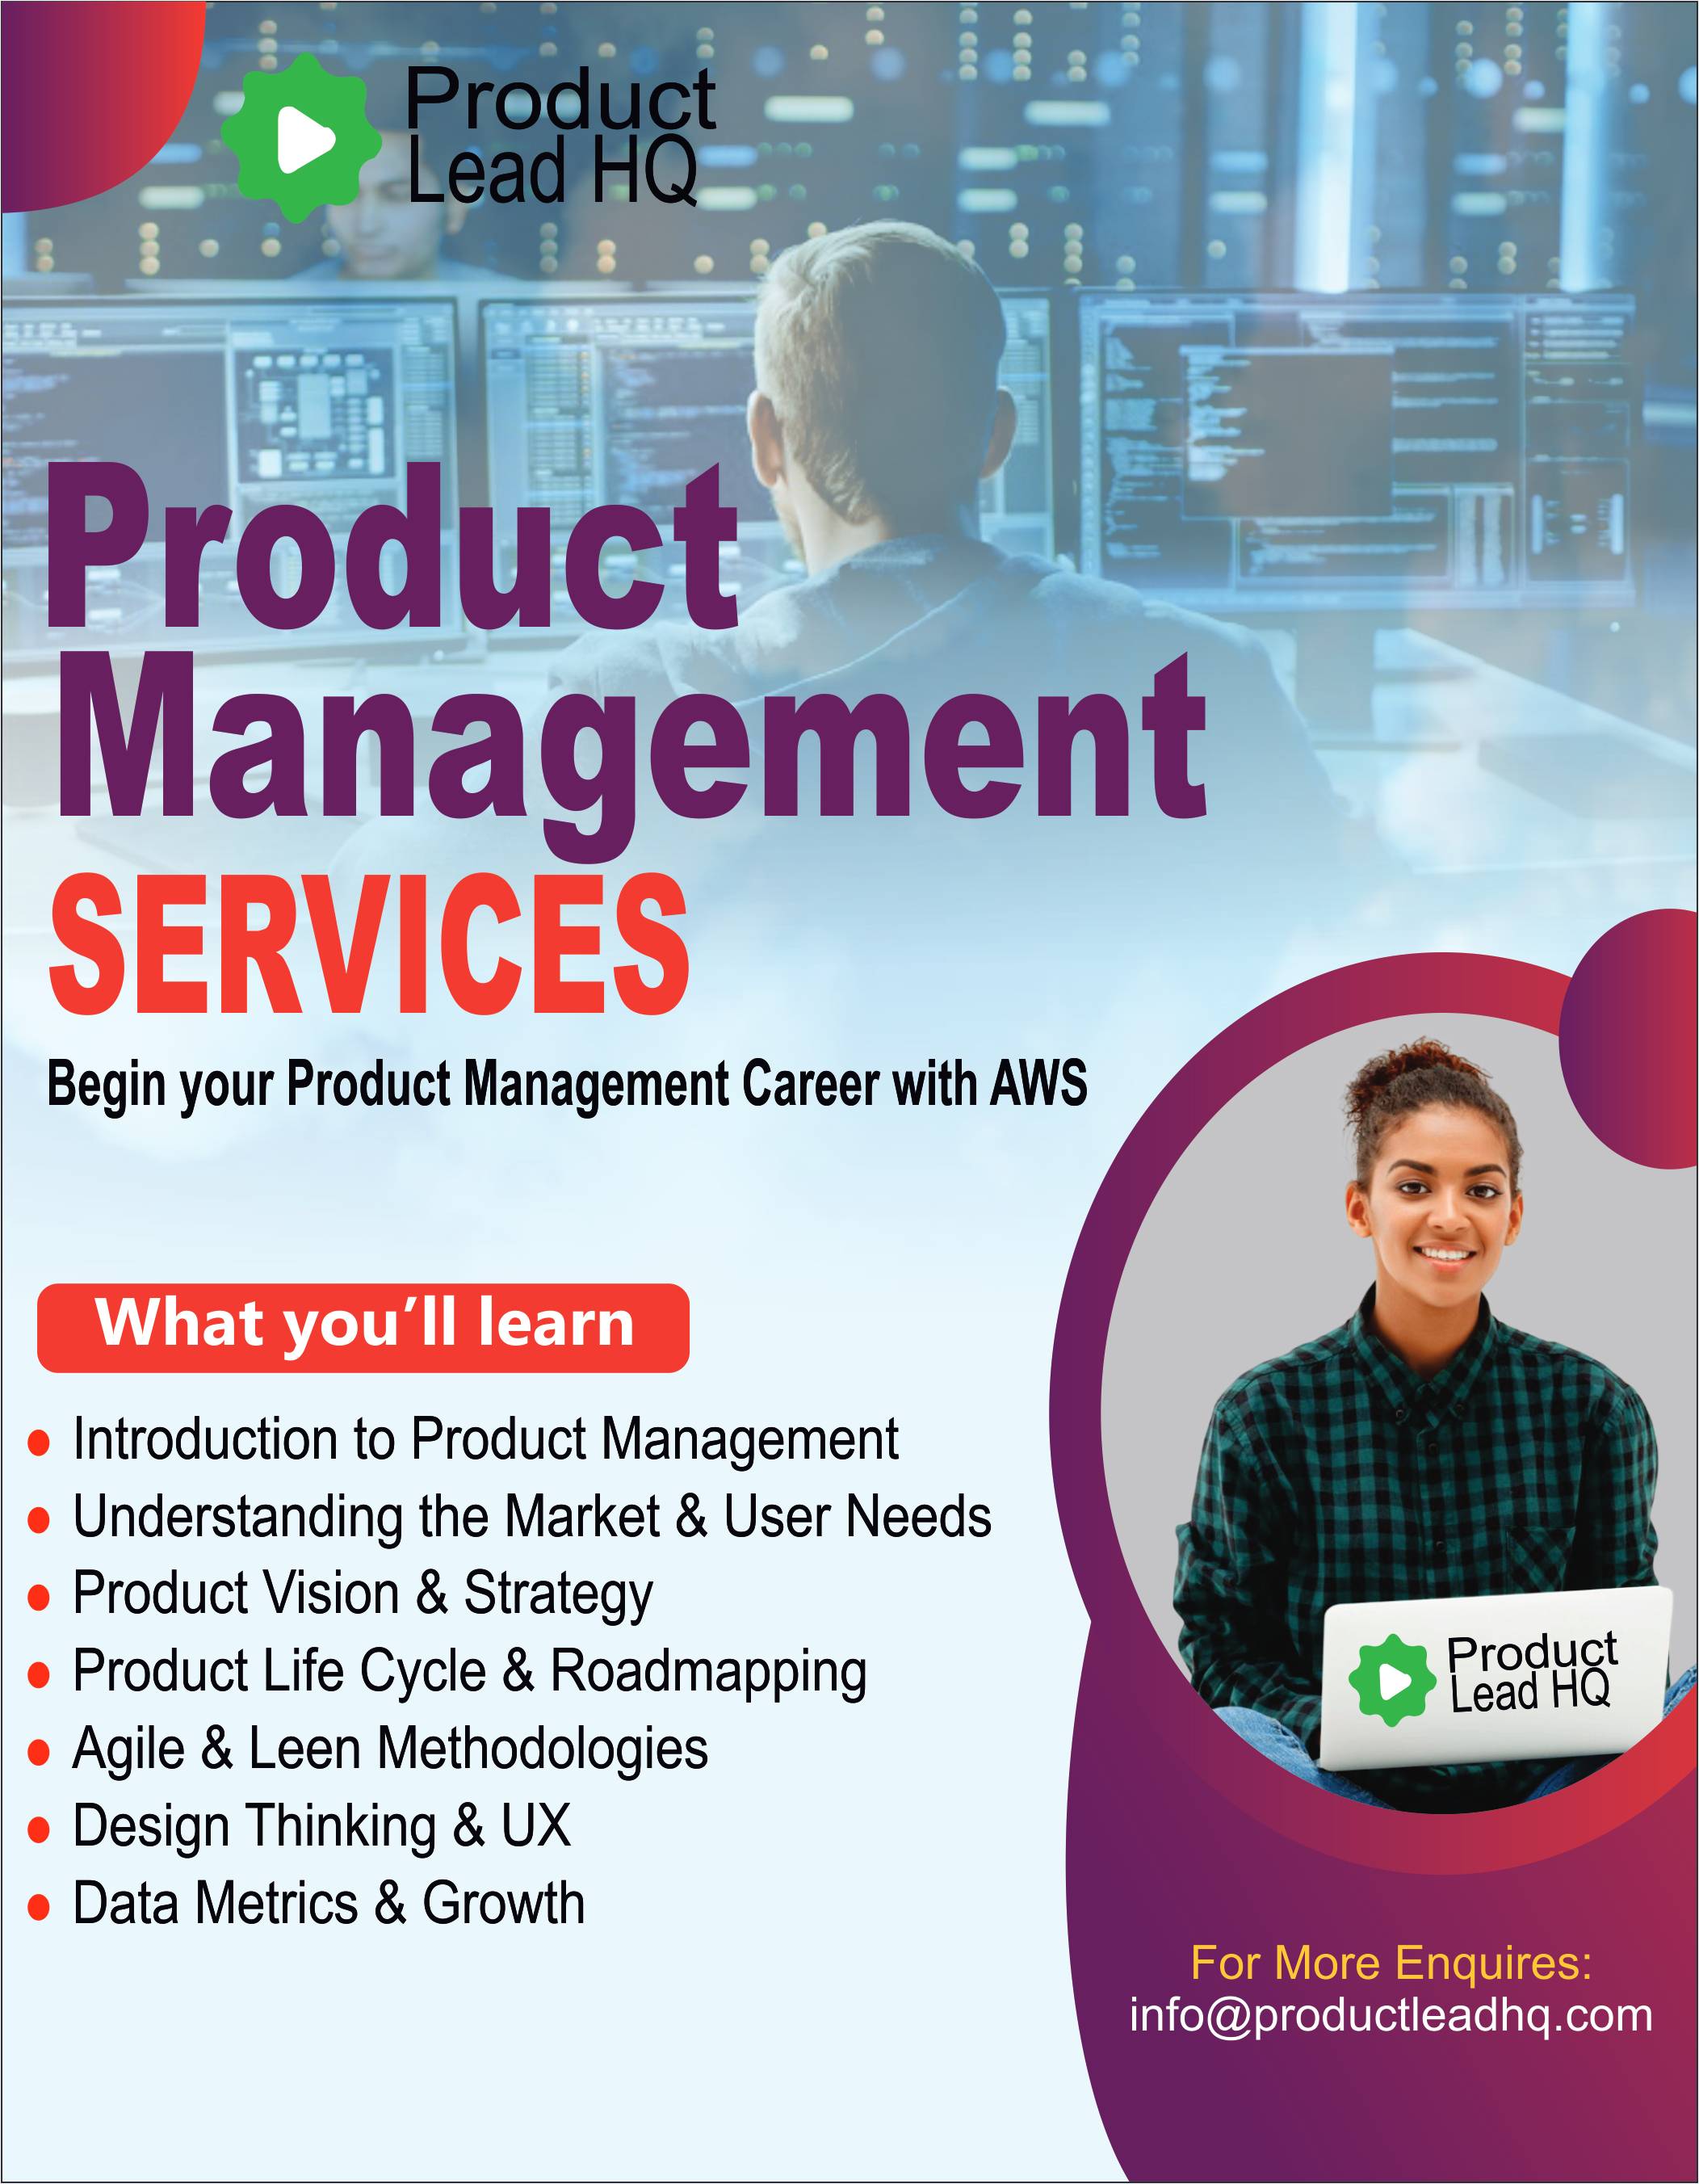 Product
Lead HQ
Product
Management
SERVICES
Begin your Product Management Career with AWS
What you’ll learn
• Introduction to Product Management
• Understanding the Market & User Needs
• Product Vision & Strategy
• Product Life Cycle & Roadmapping
• Agile & Leen Methodologies
• Design Thinking & UX
• Data Metrics & Growth
Product
Lead HQ
For More Enquires:
info@productleadhq.com